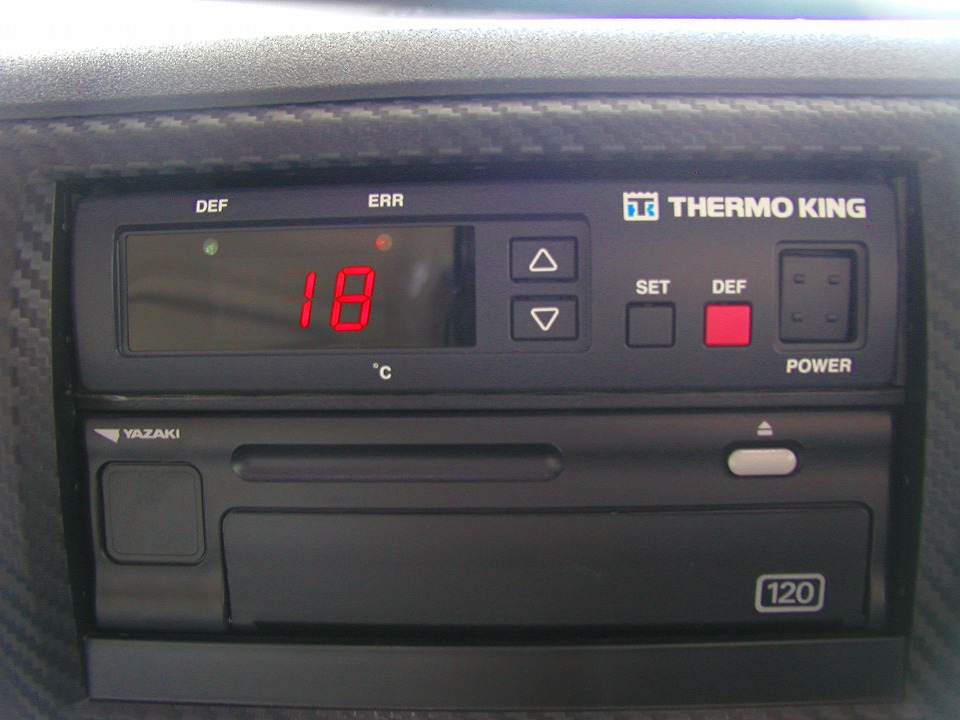 DEF
ERR
THERMO KING
18
SET
DEF
°C
POWER
YAZAKI
120